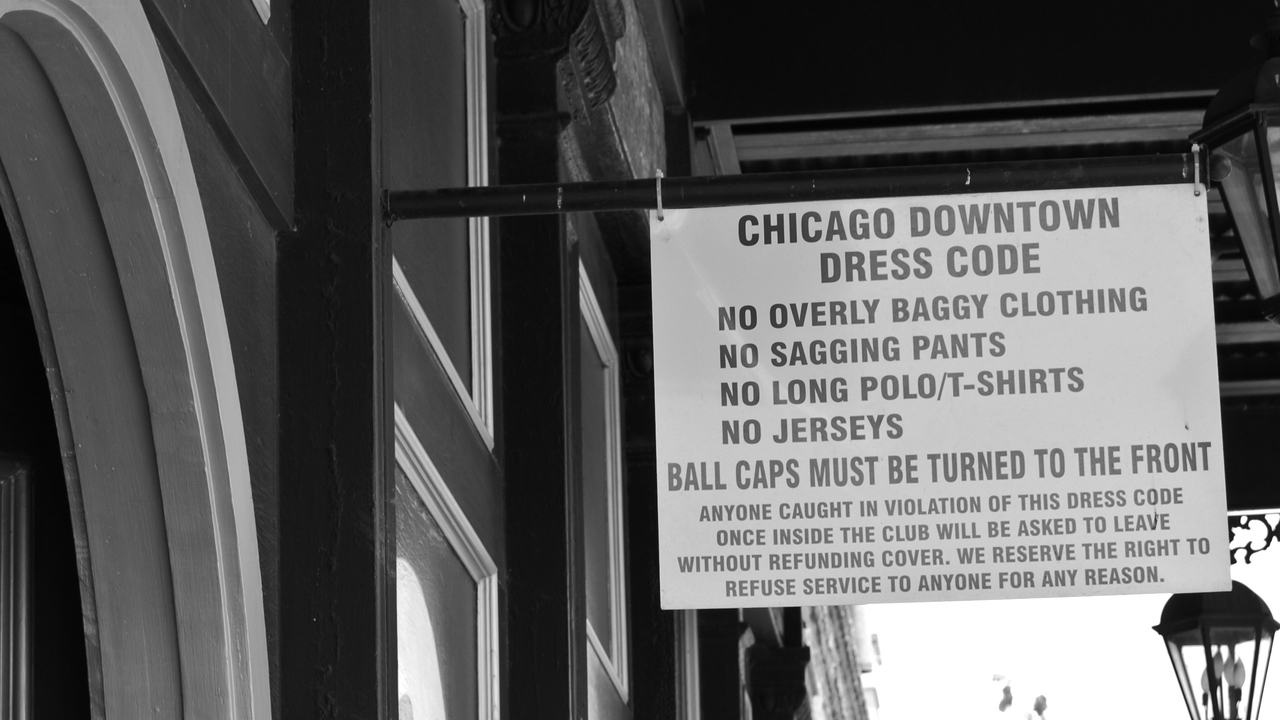 CHICAGO DOWNTOWN
DRESS CODE
NO OVERLY BAGGY CLOTHING
NO SAGGING PANTS
NO LONG POLO/T-SHIRTS
NO JERSEYS
BALL CAPS MUST BE TURNED TO THE FRONT
ANYONE CAUGHT IN VIOLATION OF THIS DRESS CODE
ONCE INSIDE THE CLUB WILL BE ASKED TO LEAVE
WITHOUT REFUNDING COVER. WE RESERVE THE RIGHT TO
REFUSE SERVICE TO ANYONE FOR ANY REASON.